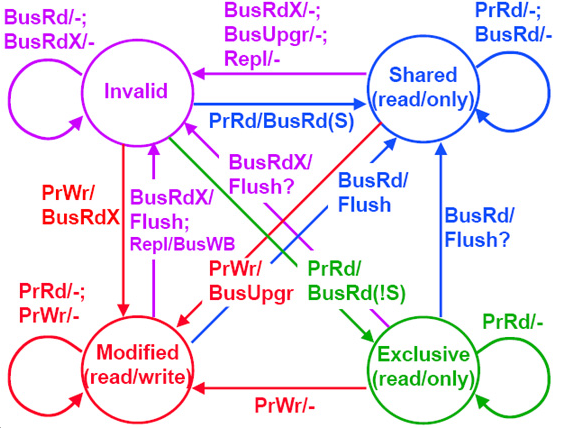 BusRd/-;
BusRdX/-
BusRdX/-;
BusUpgr/-;
Repl/-
PrRd/-;
BusRd/-
Invalid
Shared
(read/only)
PrRd/BusRd(S)
PrWr/
BusRdX
BusRdX/
Flush;
Repl/BusWB
BusRdX/
Flush?
BusRd/
Flush
BusRd/
Flush?
PrWr/
BusUpgr
PrRd/
BusRd(!S)
PrRd/-;
PrWr/-
Modified
(read/write)
Exclusive
(read/only)
PrRd/-
PrWr/-